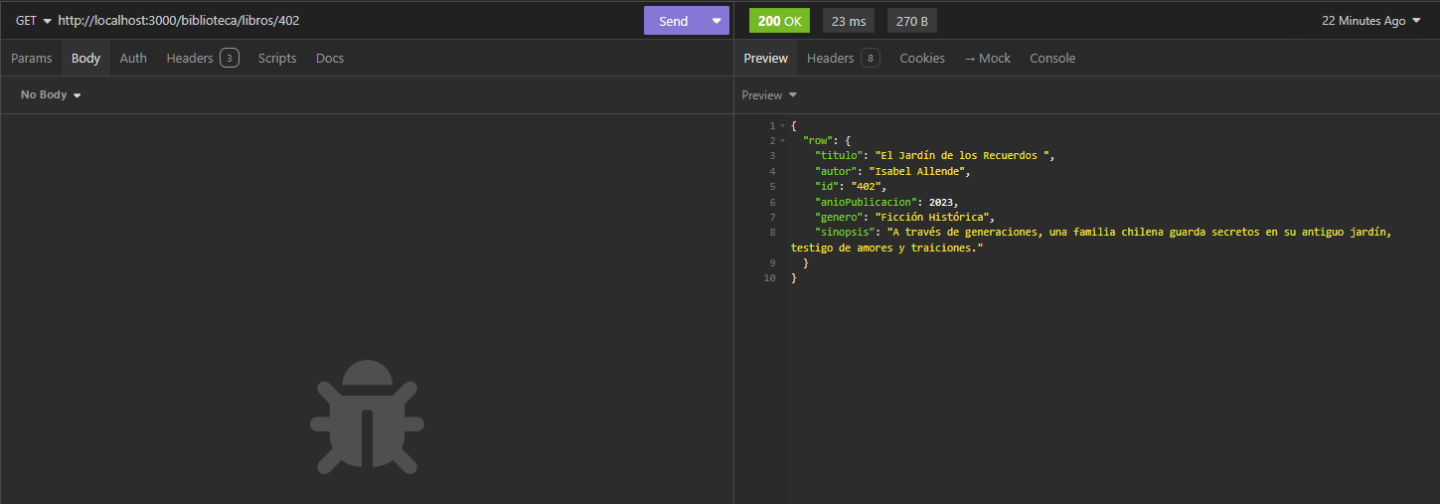 GET http://localhost:3000/biblioteca/libros/402 Send
200 OK 23 ms 270 B 22 Minutes Ago
Params Body Auth Headers 3 Scripts Docs
Preview Headers 8 Cookies → Mock Console
No Body
Preview
1 {
2 "row": {
3 "titulo": "El Jardín de los Recuerdos ",
4 "autor": "Isabel Allende",
5 "id": "402",
6 "anioPublicacion": 2023,
7 "genero": "Ficción Histórica",
8 "sinopsis": "A través de generaciones, una familia chilena guarda secretos en su antiguo jardín,
testigo de amores y traiciones."
9 }
10 }